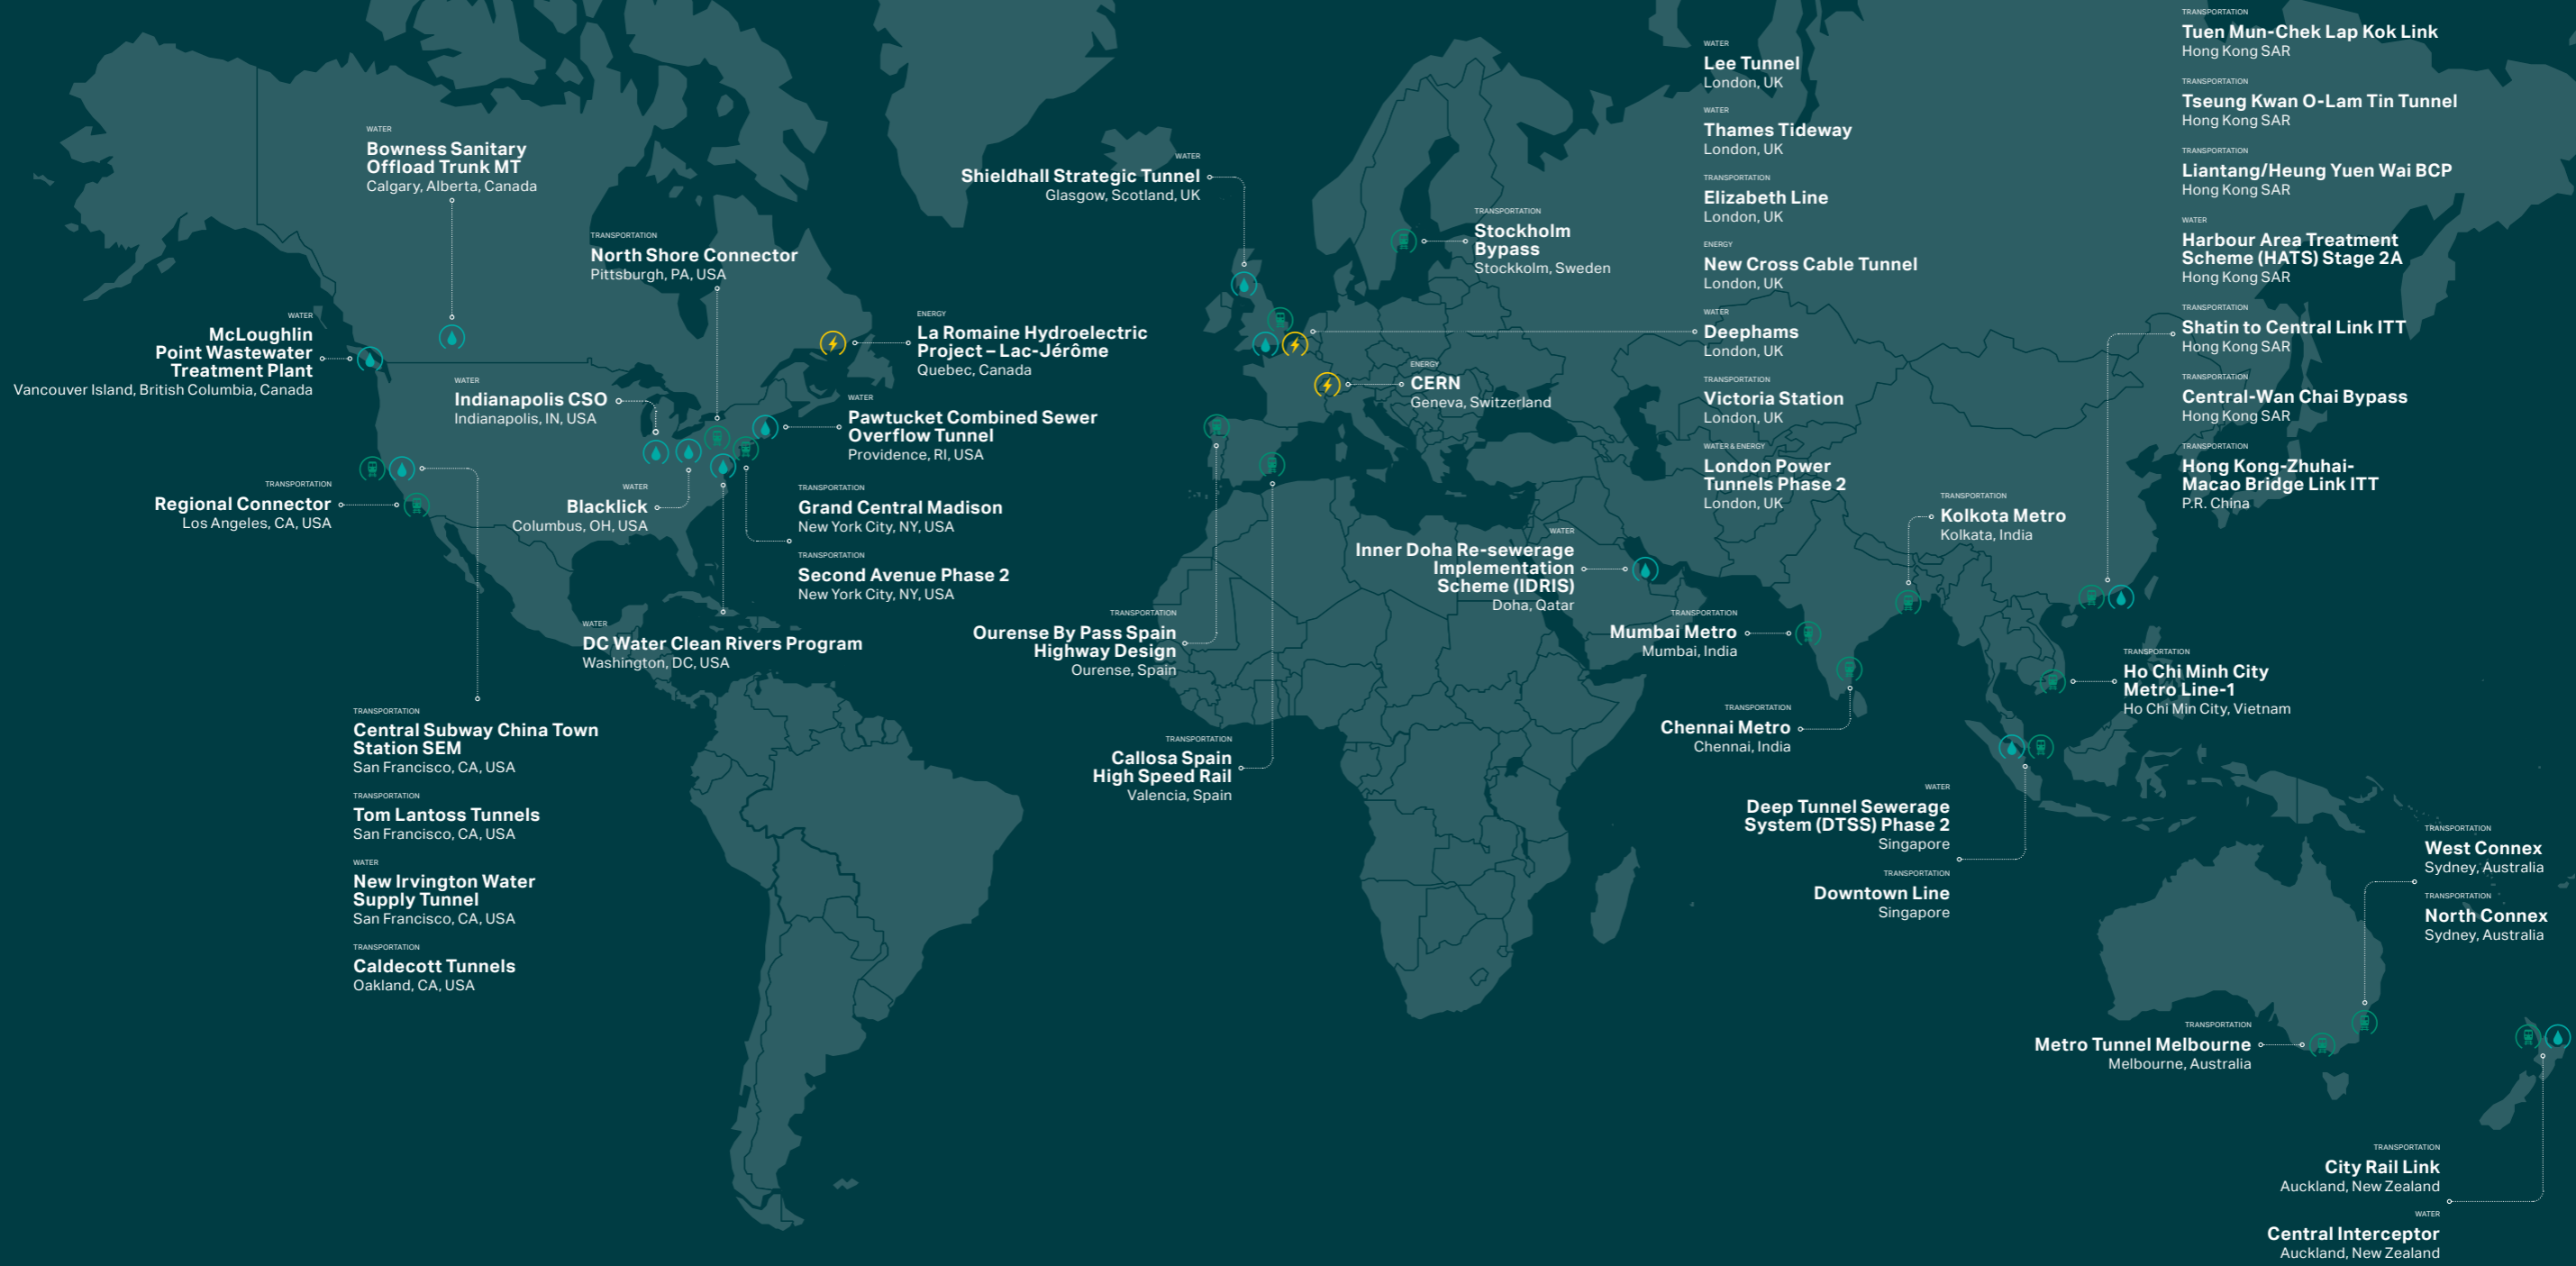 WATER
Bowness Sanitary
Offload Trunk MT
Calgary, Alberta, Canada
TRANSPORTATION
North Shore Connector
Pittsburgh, PA, USA
WATER
McLoughlin
Point Wastewater
Treatment Plant
Vancouver Island, British Columbia, Canada
WATER
Indianapolis CSO
Indianapolis, IN, USA
ENERGY
La Romaine Hydroelectric
Project – Lac-Jérôme
Quebec, Canada
WATER
Pawtucket Combined Sewer
Overflow Tunnel
Providence, RI, USA
TRANSPORTATION
Regional Connector
Los Angeles, CA, USA
WATER
Blacklick
Columbus, OH, USA
TRANSPORTATION
Grand Central Madison
New York City, NY, USA
TRANSPORTATION
Second Avenue Phase 2
New York City, NY, USA
WATER
DC Water Clean Rivers Program
Washington, DC, USA
TRANSPORTATION
Central Subway China Town
Station SEM
San Francisco, CA, USA
TRANSPORTATION
Tom Lantoss Tunnels
San Francisco, CA, USA
WATER
New Irvington Water
Supply Tunnel
San Francisco, CA, USA
TRANSPORTATION
Caldecott Tunnels
Oakland, CA, USA
WATER
Shieldhall Strategic Tunnel
Glasgow, Scotland, UK
TRANSPORTATION
Stockholm
Bypass
Stockkolm, Sweden
ENERGY
CERN
Geneva, Switzerland
TRANSPORTATION
Ourense By Pass Spain
Highway Design
Ourense, Spain
TRANSPORTATION
Callosa Spain
High Speed Rail
Valencia, Spain
WATER
Lee Tunnel
London, UK
WATER
Thames Tideway
London, UK
TRANSPORTATION
Elizabeth Line
London, UK
ENERGY
New Cross Cable Tunnel
London, UK
WATER
Deephams
London, UK
TRANSPORTATION
Victoria Station
London, UK
WATER & ENERGY
London Power
Tunnels Phase 2
London, UK
WATER
Inner Doha Re-sewerage
Implementation
Scheme (IDRIS)
Doha, Qatar
TRANSPORTATION
Kolkota Metro
Kolkata, India
TRANSPORTATION
Mumbai Metro
Mumbai, India
TRANSPORTATION
Chennai Metro
Chennai, India
WATER
Deep Tunnel Sewerage
System (DTSS) Phase 2
Singapore
TRANSPORTATION
Downtown Line
Singapore
TRANSPORTATION
Tuen Mun-Chek Lap Kok Link
Hong Kong SAR
TRANSPORTATION
Tseung Kwan O-Lam Tin Tunnel
Hong Kong SAR
TRANSPORTATION
Liantang/Heung Yuen Wai BCP
Hong Kong SAR
WATER
Harbour Area Treatment
Scheme (HATS) Stage 2A
Hong Kong SAR
TRANSPORTATION
Shatin to Central Link ITT
Hong Kong SAR
TRANSPORTATION
Central-Wan Chai Bypass
Hong Kong SAR
TRANSPORTATION
Hong Kong-Zhuhai-
Macao Bridge Link ITT
P.R. China
TRANSPORTATION
Ho Chi Minh City
Metro Line-1
Ho Chi Min City, Vietnam
TRANSPORTATION
West Connex
Sydney, Australia
TRANSPORTATION
North Connex
Sydney, Australia
TRANSPORTATION
Metro Tunnel Melbourne
Melbourne, Australia
TRANSPORTATION
City Rail Link
Auckland, New Zealand
WATER
Central Interceptor
Auckland, New Zealand